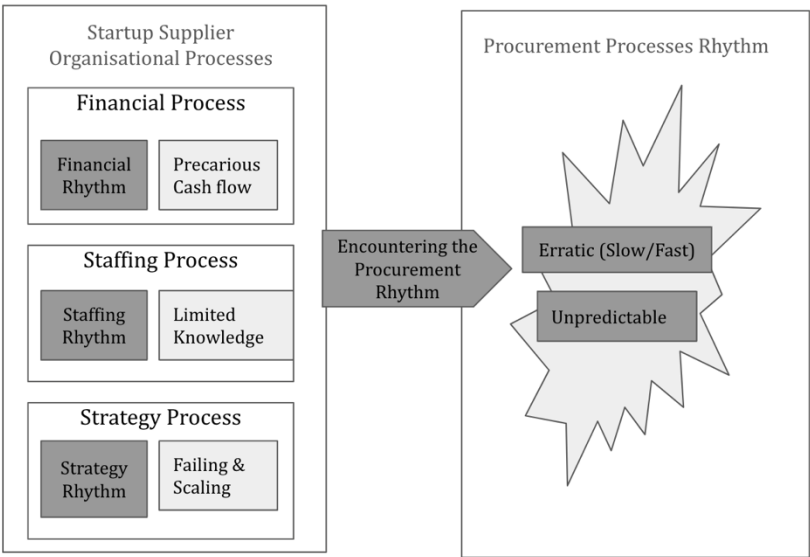 Startup Supplier
Organisational Processes
Financial Process
Financial
Rhythm
Precarious
Cash flow
Staffing Process
Staffing
Rhythm
Limited
Knowledge
Strategy Process
Strategy
Rhythm
Failing &
Scaling
Encountering the
Procurement
Rhythm
Procurement Processes Rhythm
Erratic (Slow/Fast)
Unpredictable